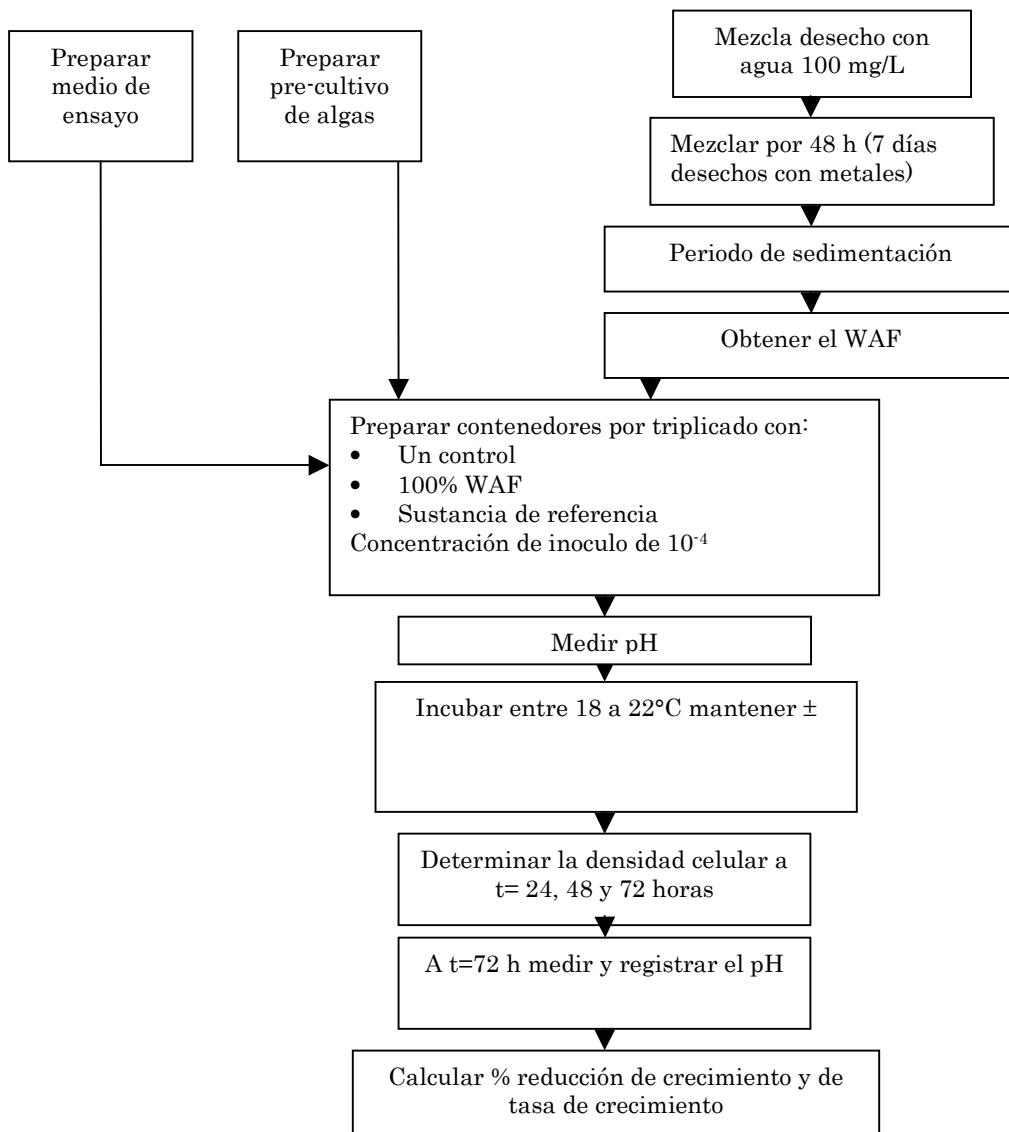 Preparar
medio de
ensayo
Preparar
pre-cultivo
de algas
Mezcla desecho con
agua 100 mg/L
Mezclar por 48 h (7 días
desechos con metales)
Periodo de sedimentación
Obtener el WAF
Preparar contenedores por triplicado con:
• Un control
• 100% WAF
• Sustancia de referencia
Concentración de inoculo de 10⁻⁴
Medir pH
Incubar entre 18 a 22°C mantener ±
Determinar la densidad celular a
t= 24, 48 y 72 horas
A t=72 h medir y registrar el pH
Calcular % reducción de crecimiento y de
tasa de crecimiento